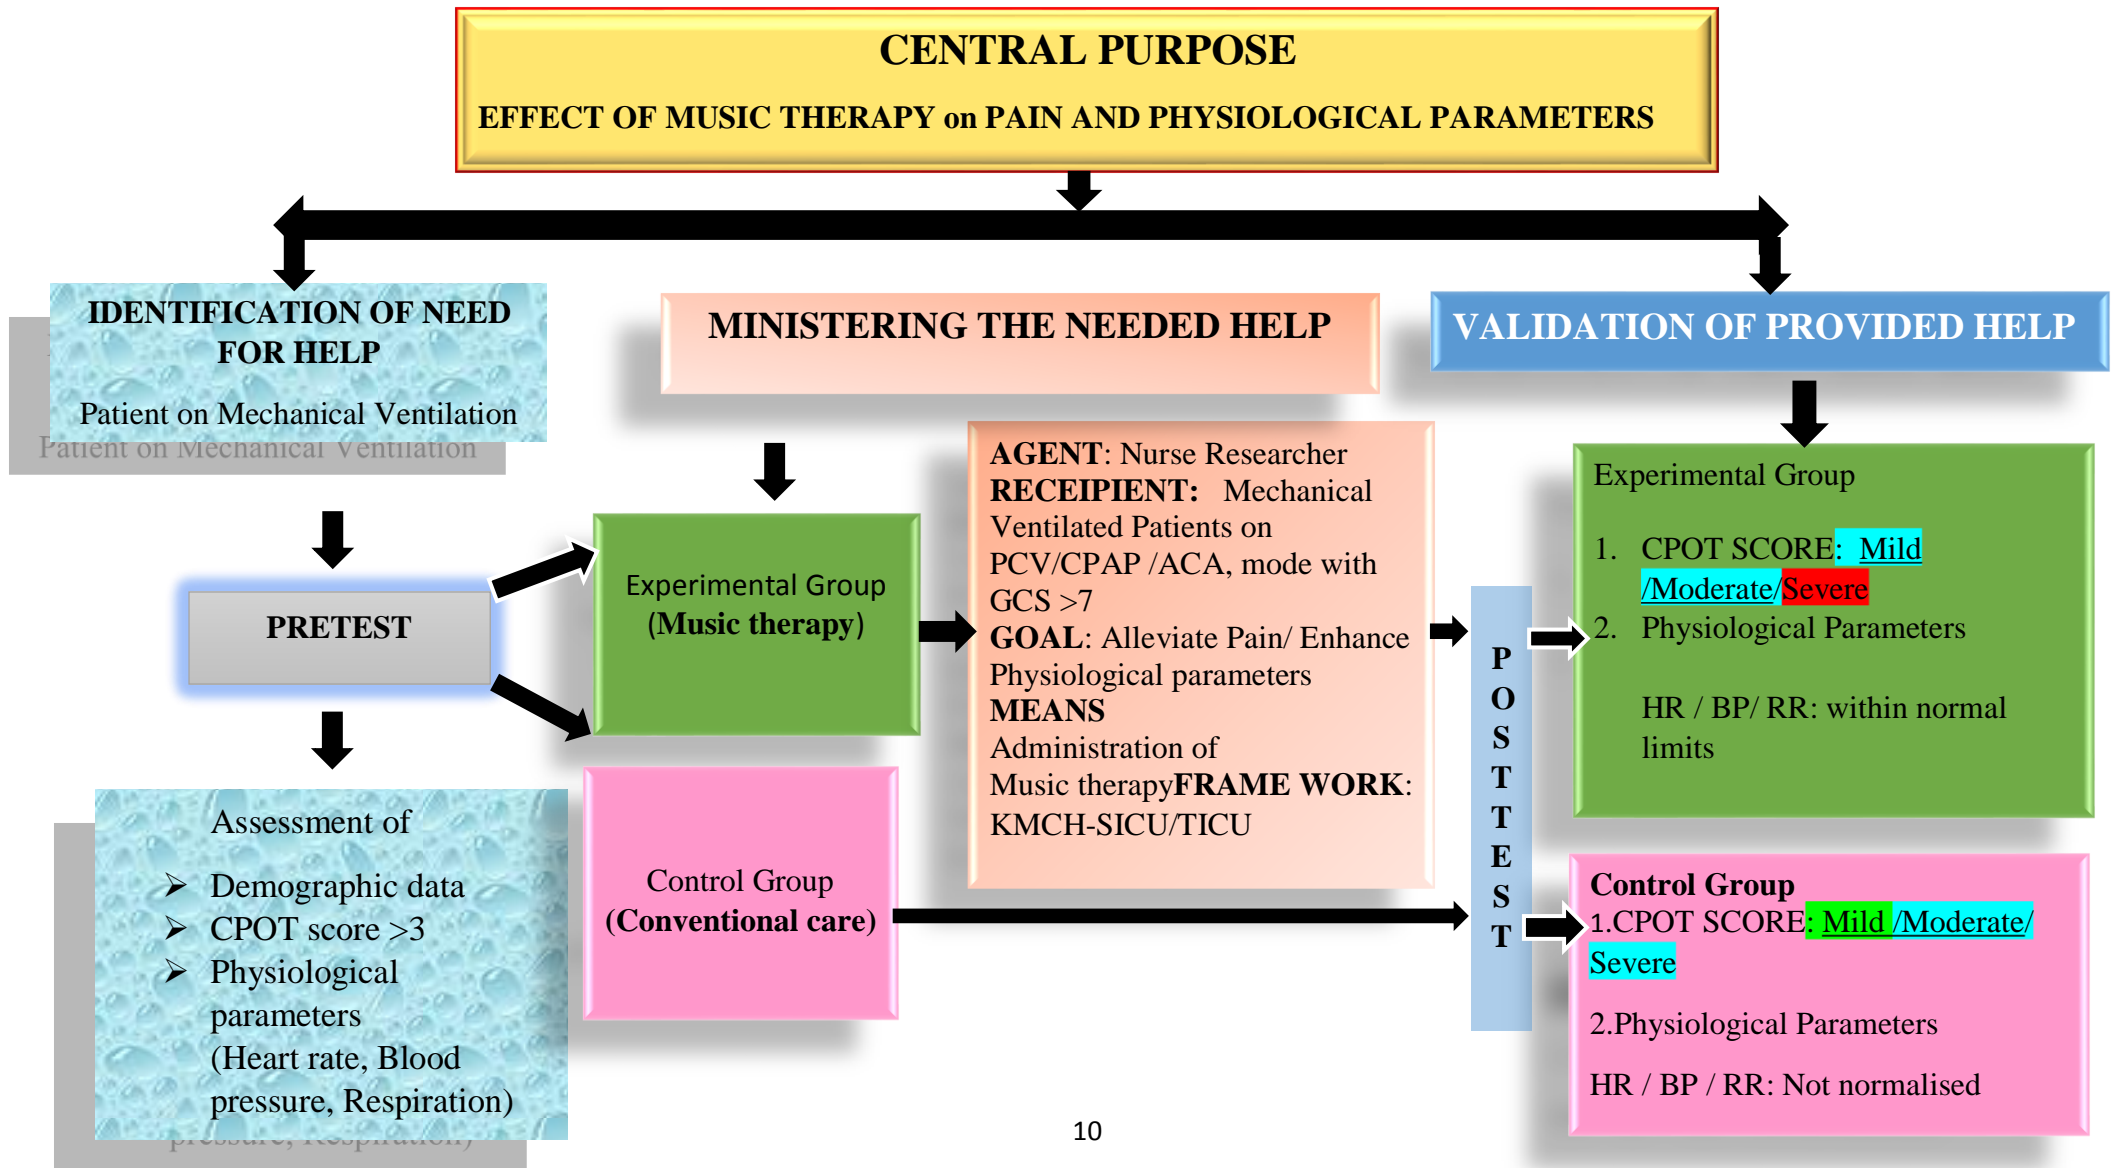 CENTRAL PURPOSE
EFFECT OF MUSIC THERAPY on PAIN AND PHYSIOLOGICAL PARAMETERS
IDENTIFICATION OF NEED
FOR HELP
Patient on Mechanical Ventilation
Patient on Mechanical Ventilation
MINISTERING THE NEEDED HELP
VALIDATION OF PROVIDED HELP
PRETEST
Assessment of
➢ Demographic data
➢ CPOT score >3
➢ Physiological
parameters
(Heart rate, Blood
pressure, Respiration)
pressure, Respiration)
Experimental Group
(Music therapy)
Control Group
(Conventional care)
AGENT: Nurse Researcher
RECEIPIENT: Mechanical
Ventilated Patients on
PCV/CPAP /ACA, mode with
GCS >7
GOAL: Alleviate Pain/ Enhance
Physiological parameters
MEANS
Administration of
Music therapyFRAME WORK:
KMCH-SICU/TICU
P
O
S
T
T
E
S
T
Experimental Group
1. CPOT SCORE: Mild
/Moderate/Severe
2. Physiological Parameters
HR / BP/ RR: within normal
limits
Control Group
1.CPOT SCORE: Mild /Moderate/
Severe
2.Physiological Parameters
HR / BP / RR: Not normalised
10